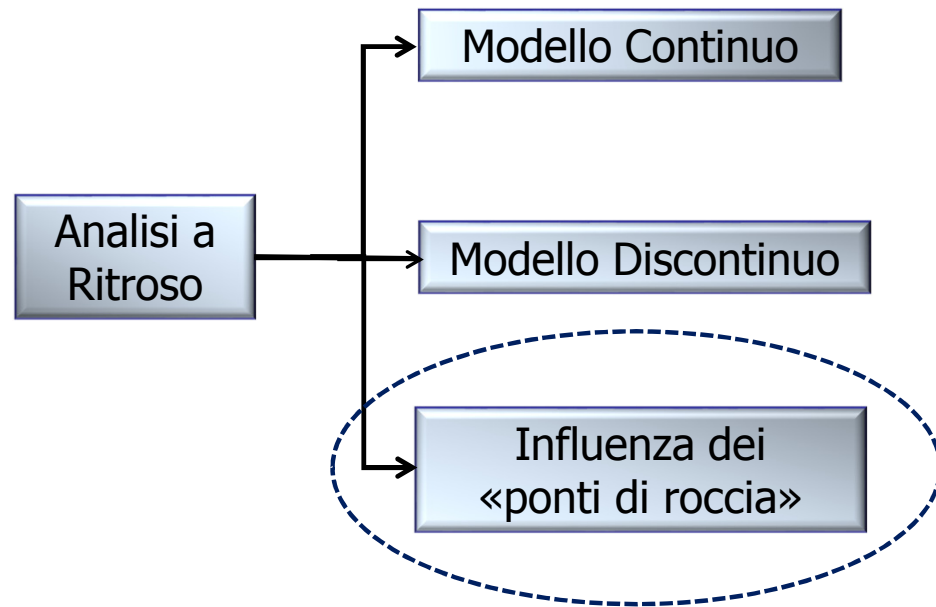 Modello Continuo
Analisi a
Ritroso
Modello Discontinuo
Influenza dei
«ponti di roccia»